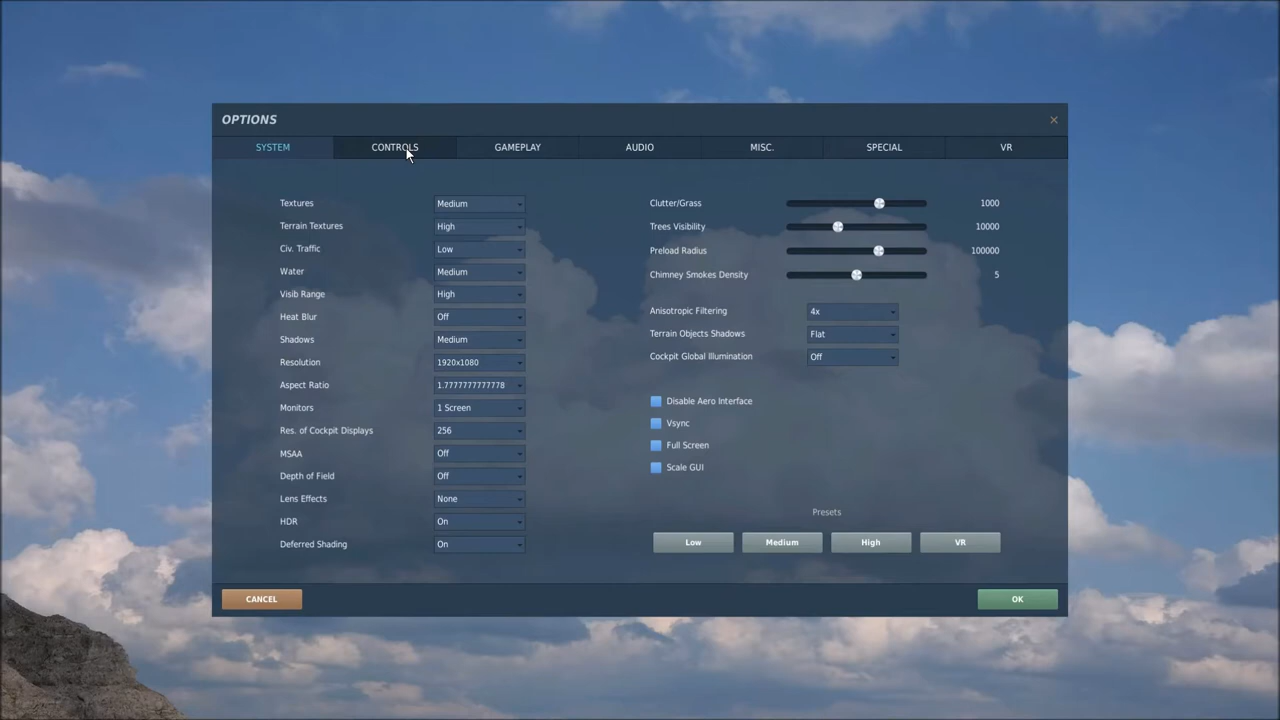 OPTIONS
SYSTEM CONTROLS GAMEPLAY AUDIO MISC. SPECIAL VR
Textures Medium
Terrain Textures High
Civ. Traffic Low
Water Medium
Visib Range High
Heat Blur Off
Shadows Medium
Resolution 1920x1080
Aspect Ratio 1.7777777777778
Monitors 1 Screen
Res. of Cockpit Displays 256
MSAA Off
Depth of Field Off
Lens Effects None
HDR On
Deferred Shading On
Clutter/Grass 1000
Trees Visibility 10000
Preload Radius 100000
Chimney Smokes Density 5
Anisotropic Filtering 4x
Terrain Objects Shadows Flat
Cockpit Global Illumination Off
Disable Aero Interface
Vsync
Full Screen
Scale GUI
Presets
Low Medium High VR
CANCEL OK